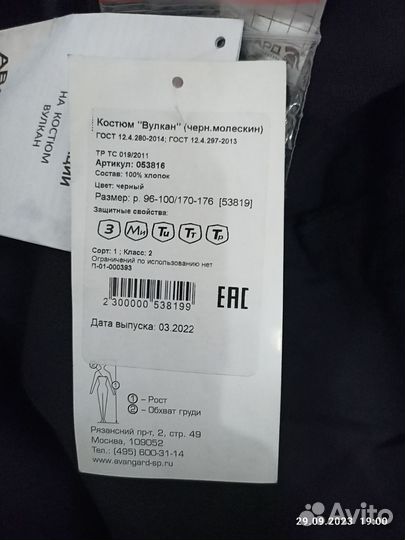 АВ
НА КОСТЮМ
ВУЛКАН
Костюм "Вулкан" (черн.молескин)
ГОСТ 12.4.280-2014; ГОСТ 12.4.297-2013
ТР ТС 019/2011
Артикул: 053816
Состав: 100% хлопок
Цвет: черный
Размер: р. 96-100/170-176 [53819]
Защитные свойства:
З Ми Ти Тт Тр
Сорт: 1 ; Класс: 2
Ограничений по использованию нет
П-01-000393
2 300000 538199
ЕАС
Дата выпуска: 03.2022
1 – Рост
2 – Обхват груди
Рязанский пр-т, 2, стр. 49
Москва, 109052
Тел.: (495) 600-31-14
www.avangard-sp.ru
Avito
29.09.2023 19:00